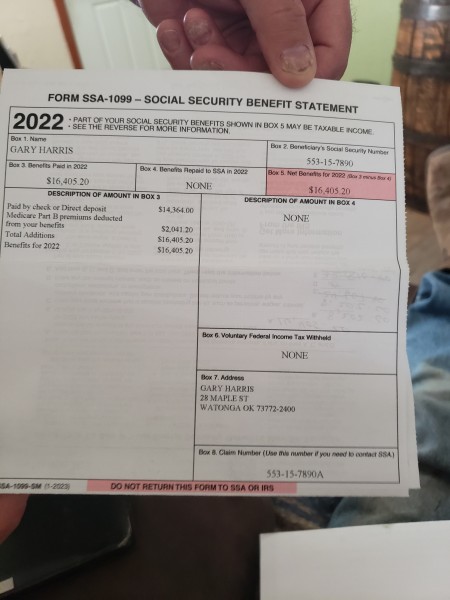 FORM SSA-1099 – SOCIAL SECURITY BENEFIT STATEMENT
2022
• PART OF YOUR SOCIAL SECURITY BENEFITS SHOWN IN BOX 5 MAY BE TAXABLE INCOME.
• SEE THE REVERSE FOR MORE INFORMATION.
Box 1. Name
GARY HARRIS
Box 2. Beneficiary's Social Security Number
553-15-7890
Box 3. Benefits Paid in 2022
$16,405.20
Box 4. Benefits Repaid to SSA in 2022
NONE
Box 5. Net Benefits for 2022 (Box 3 minus Box 4)
$16,405.20
DESCRIPTION OF AMOUNT IN BOX 3
Paid by check or Direct deposit $14,364.00
Medicare Part B premiums deducted
from your benefits $2,041.20
Total Additions $16,405.20
Benefits for 2022 $16,405.20
DESCRIPTION OF AMOUNT IN BOX 4
NONE
Box 6. Voluntary Federal Income Tax Withheld
NONE
Box 7. Address
GARY HARRIS
28 MAPLE ST
WATONGA OK 73772-2400
Box 8. Claim Number (Use this number if you need to contact SSA.)
553-15-7890A
SSA-1099-SM (1-2023)
DO NOT RETURN THIS FORM TO SSA OR IRS